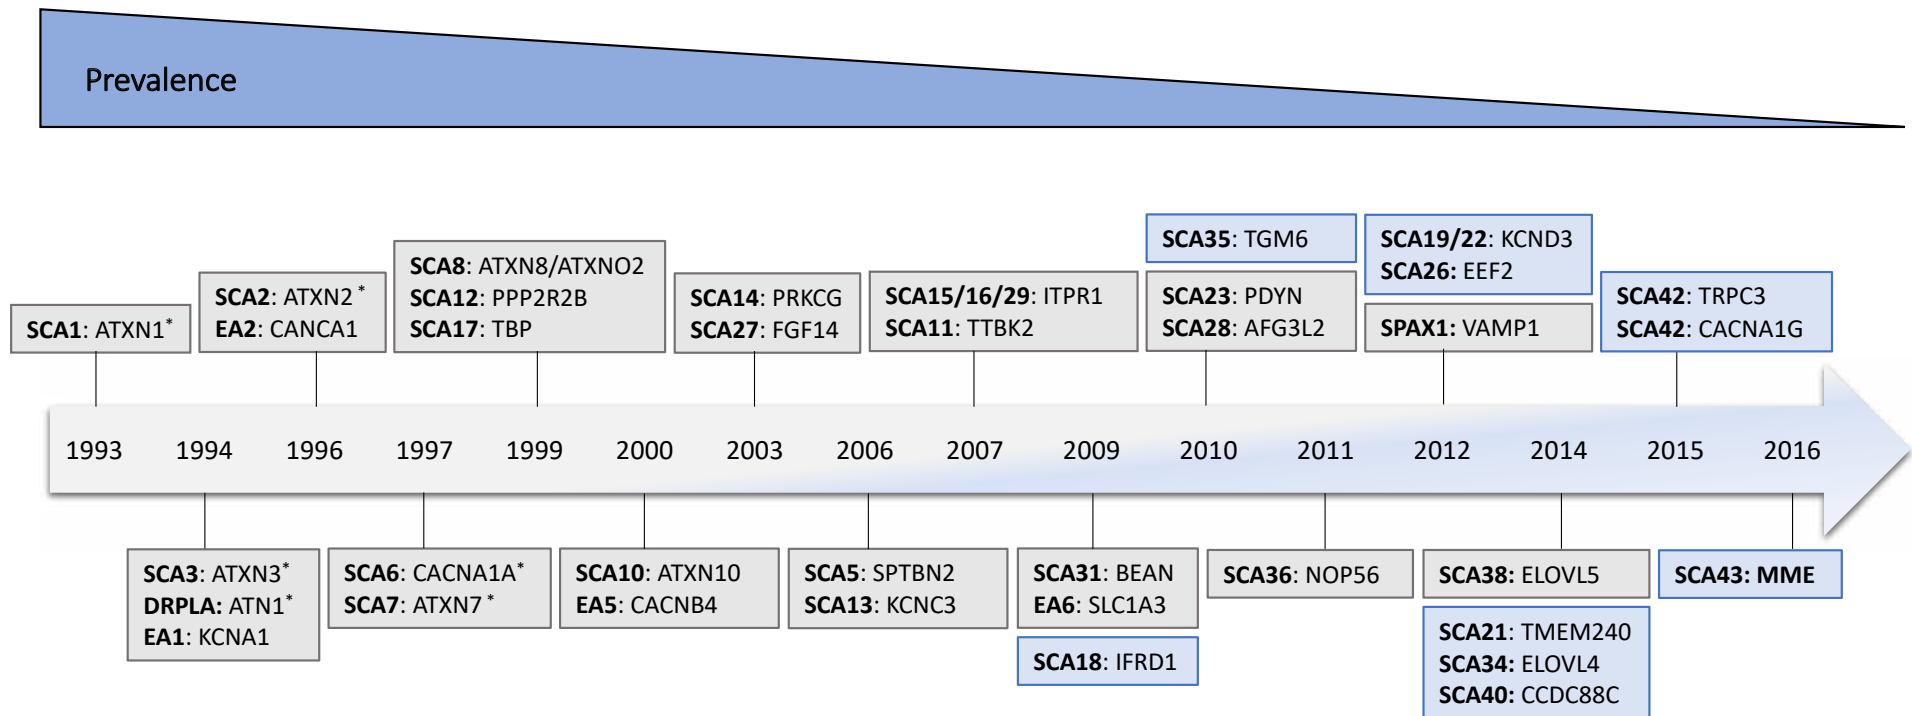 Prevalence
SCA35: TGM6
SCA19/22: KCND3
SCA26: EEF2
SCA8: ATXN8/ATXNO2
SCA12: PPP2R2B
SCA17: TBP
SCA2: ATXN2 *
EA2: CANCA1
SCA14: PRKCG
SCA27: FGF14
SCA15/16/29: ITPR1
SCA11: TTBK2
SCA23: PDYN
SCA28: AFG3L2
SCA42: TRPC3
SCA42: CACNA1G
SCA1: ATXN1*
SPAX1: VAMP1
1993 1994 1996 1997 1999 2000 2003 2006 2007 2009 2010 2011 2012 2014 2015 2016
SCA3: ATXN3*
DRPLA: ATN1*
EA1: KCNA1
SCA6: CACNA1A*
SCA7: ATXN7 *
SCA10: ATXN10
EA5: CACNB4
SCA5: SPTBN2
SCA13: KCNC3
SCA31: BEAN
EA6: SLC1A3
SCA18: IFRD1
SCA36: NOP56
SCA38: ELOVL5
SCA21: TMEM240
SCA34: ELOVL4
SCA40: CCDC88C
SCA43: MME